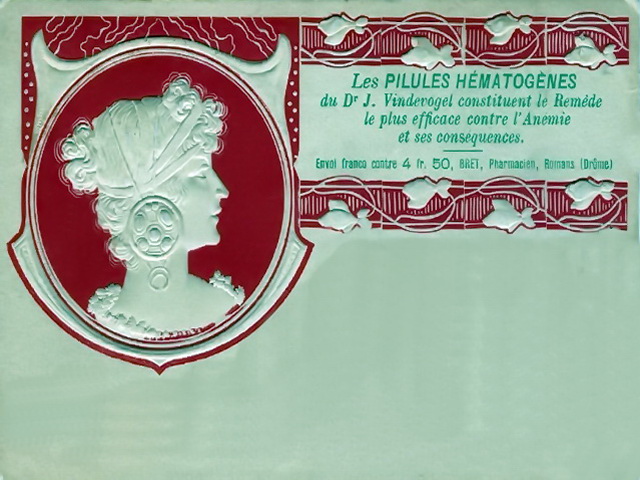 Les PILULES HÉMATOGÈNES
du Dr J. Vindevogel constituent le Remède
le plus efficace contre l'Anemie
et ses consequences.
Envoi franco contre 4 fr. 50, BRET, Pharmacien, Romans (Drôme)